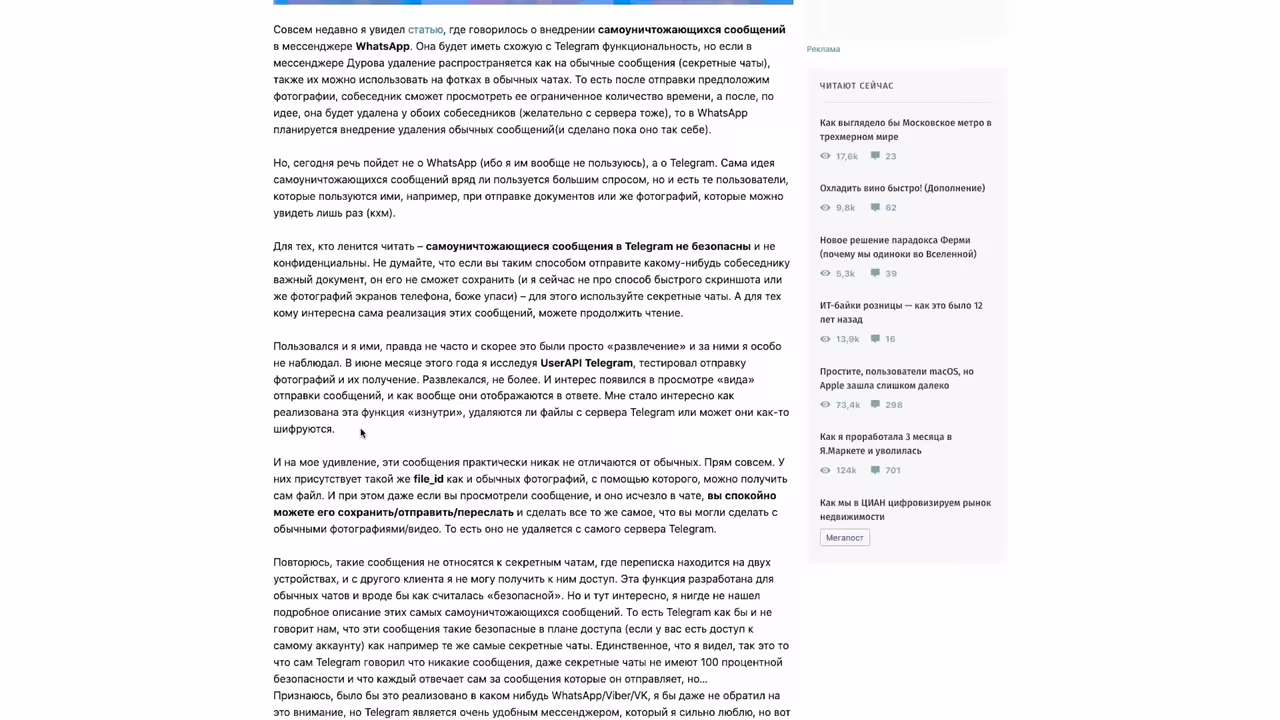 Совсем недавно я увидел статью, где говорилось о внедрении самоуничтожающихся сообщений
в мессенджере WhatsApp. Она будет иметь схожую с Telegram функциональность, но если в
мессенджере Дурова удаление распространяется как на обычные сообщения (секретные чаты),
также их можно использовать на фотках в обычных чатах. То есть после отправки предположим
фотографии, собеседник сможет просмотреть ее ограниченное количество времени, а после, по
идее, она будет удалена у обоих собеседников (желательно с сервера тоже), то в WhatsApp
планируется внедрение удаления обычных сообщений(и сделано пока оно так себе).
Но, сегодня речь пойдет не о WhatsApp (ибо я им вообще не пользуюсь), а о Telegram. Сама идея
самоуничтожающихся сообщений вряд ли пользуется большим спросом, но и есть те пользователи,
которые пользуются ими, например, при отправке документов или же фотографий, которые можно
увидеть лишь раз (кхм).
Для тех, кто ленится читать – самоуничтожающиеся сообщения в Telegram не безопасны и не
конфиденциальны. Не думайте, что если вы таким способом отправите какому-нибудь собеседнику
важный документ, он его не сможет сохранить (и я сейчас не про способ быстрого скриншота или
же фотографий экранов телефона, боже упаси) – для этого используйте секретные чаты. А для тех
кому интересна сама реализация этих сообщений, можете продолжить чтение.
Пользовался и я ими, правда не часто и скорее это были просто «развлечение» и за ними я особо
не наблюдал. В июне месяце этого года я исследуя UserAPI Telegram, тестировал отправку
фотографий и их получение. Развлекался, не более. И интерес появился в просмотре «вида»
отправки сообщений, и как вообще они отображаются в ответе. Мне стало интересно как
реализована эта функция «изнутри», удаляются ли файлы с сервера Telegram или может они как-то
шифруются.
И на мое удивление, эти сообщения практически никак не отличаются от обычных. Прям совсем. У
них присутствует такой же file_id как и обычных фотографий, с помощью которого, можно получить
сам файл. И при этом даже если вы просмотрели сообщение, и оно исчезло в чате, вы спокойно
можете его сохранить/отправить/переслать и сделать все то же самое, что вы могли сделать с
обычными фотографиями/видео. То есть оно не удаляется с самого сервера Telegram.
Повторюсь, такие сообщения не относятся к секретным чатам, где переписка находится на двух
устройствах, и с другого клиента я не могу получить к ним доступ. Эта функция разработана для
обычных чатов и вроде бы как считалась «безопасной». Но и тут интересно, я нигде не нашел
подробное описание этих самых самоуничтожающихся сообщений. То есть Telegram как бы и не
говорит нам, что эти сообщения такие безопасные в плане доступа (если у вас есть доступ к
самому аккаунту) как например те же самые секретные чаты. Единственное, что я видел, так это то
что сам Telegram говорил что никакие сообщения, даже секретные чаты не имеют 100 процентной
безопасности и что каждый отвечает сам за сообщения которые он отправляет, но...
Признаюсь, было бы это реализовано в каком нибудь WhatsApp/Viber/VK, я бы даже не обратил на
это внимание, но Telegram является очень удобным мессенджером, который я сильно люблю, но вот
Реклама
ЧИТАЮТ СЕЙЧАС
Как выглядело бы Московское метро в
трехмерном мире
17,6k 23
Охладить вино быстро! (Дополнение)
9,8k 62
Новое решение парадокса Ферми
(почему мы одиноки во Вселенной)
5,3k 39
ИТ-байки розницы — как это было 12
лет назад
13,9k 16
Простите, пользователи macOS, но
Apple зашла слишком далеко
73,4k 298
Как я проработала 3 месяца в
Я.Маркете и уволилась
124k 701
Как мы в ЦИАН цифровизируем рынок
недвижимости
Мегапост